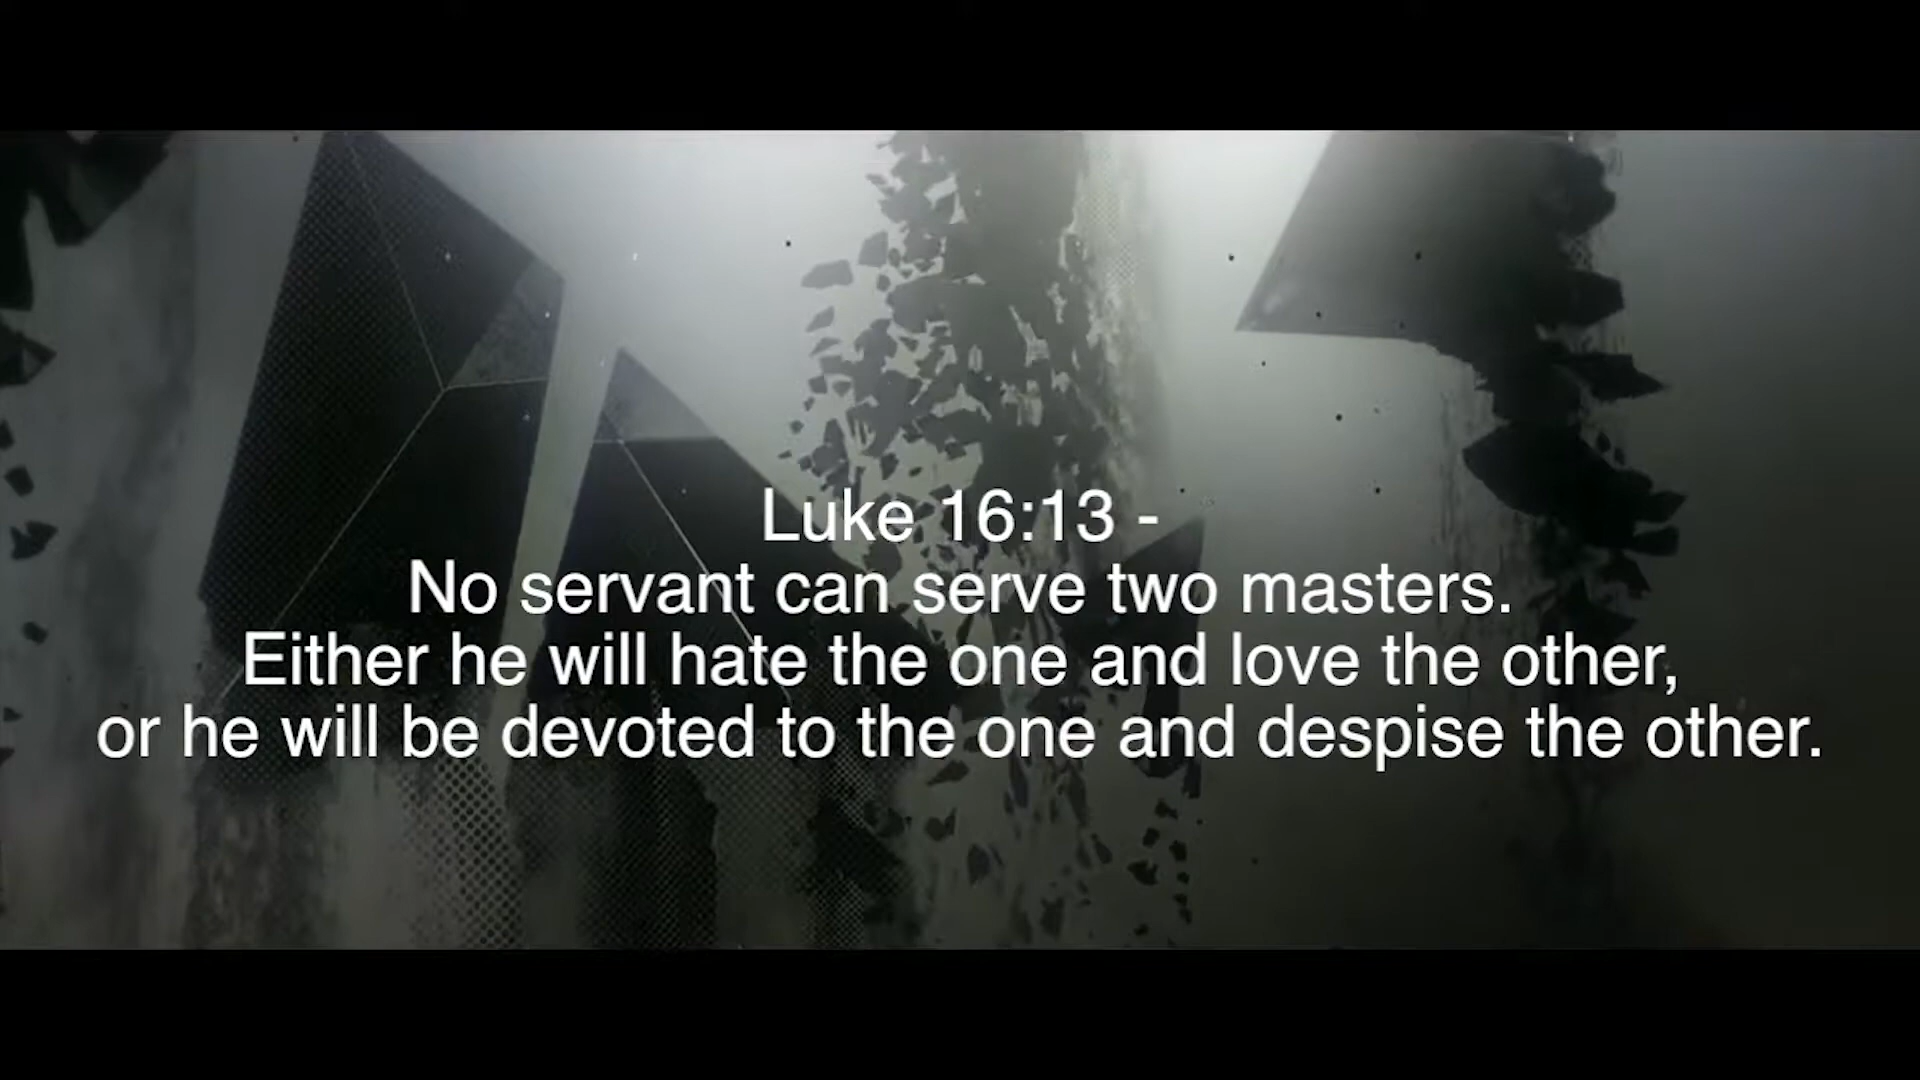 Luke 16:13 -
No servant can serve two masters.
Either he will hate the one and love the other,
or he will be devoted to the one and despise the other.